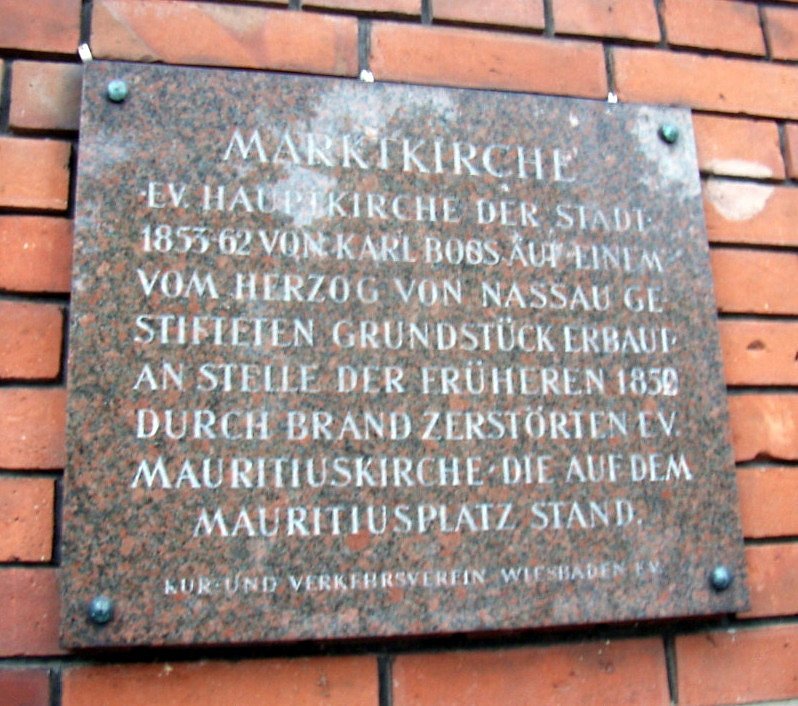 MARKTKIRCHE
EV. HAUPTKIRCHE DER STADT·
1853-62 VON KARL BOOS AUF EINEM
VOM HERZOG VON NASSAU GE
STIFTETEN GRUNDSTÜCK ERBAUT·
AN STELLE DER FRÜHEREN 1850
DURCH BRAND ZERSTÖRTEN EV.
MAURITIUSKIRCHE·DIE AUF DEM
MAURITIUSPLATZ STAND.
KUR-UND VERKEHRSVEREIN WIESBADEN E.V.